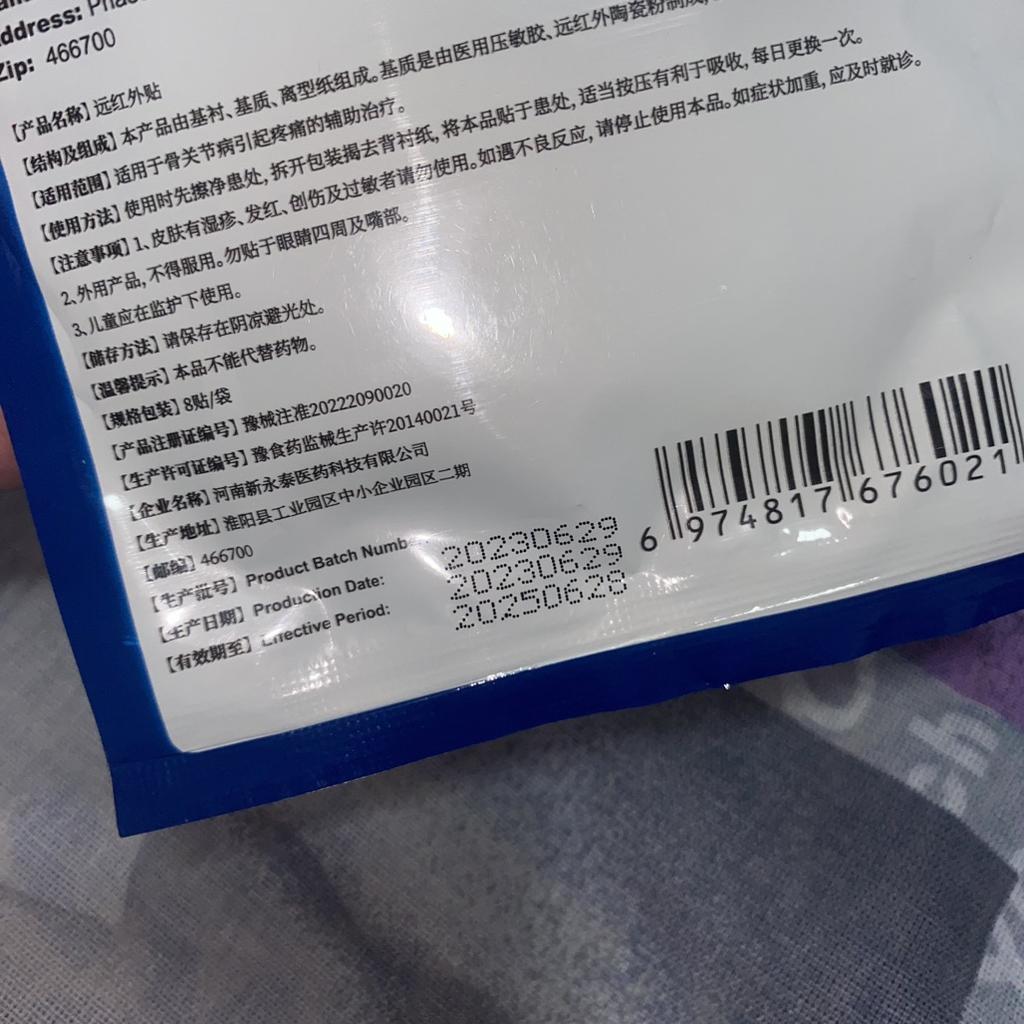 Address:
Zip: 466700
【产品名称】远红外贴
【结构及组成】本产品由基衬、基质、离型纸组成。基质是由医用压敏胶、远红外陶瓷粉制成,
【适用范围】适用于骨关节病引起疼痛的辅助治疗。
【使用方法】使用时先擦净患处, 拆开包装揭去背衬纸, 将本品贴于患处, 适当按压有利于吸收, 每日更换一次。
【注意事项】1、皮肤有湿疹、发红、创伤及过敏者请勿使用。如遇不良反应, 请停止使用本品。如症状加重, 应及时就诊。
2、外用产品, 不得服用。勿贴于眼睛四周及嘴部。
3、儿童应在监护下使用。
【储存方法】请保存在阴凉避光处。
【温馨提示】本品不能代替药物。
【规格包装】8贴/袋
【产品注册证编号】豫械注准20222090020
【生产许可证编号】豫食药监械生产许20140021号
【企业名称】河南新永泰医药科技有限公司
【生产地址】淮阳县工业园区中小企业园区二期
【邮编】466700
【生产批号】Product Batch Number 20230629
【生产日期】Production Date: 20230629
【有效期至】Effective Period: 20250628
6 974817 676021